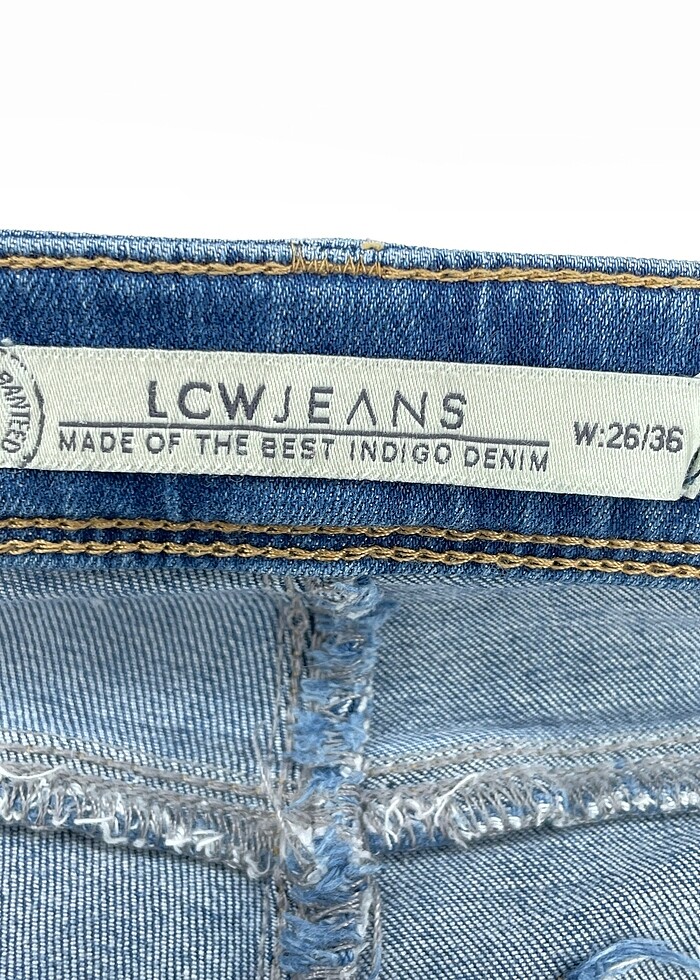 LCWJEANS
MADE OF THE BEST INDIGO DENIM
W:26/36